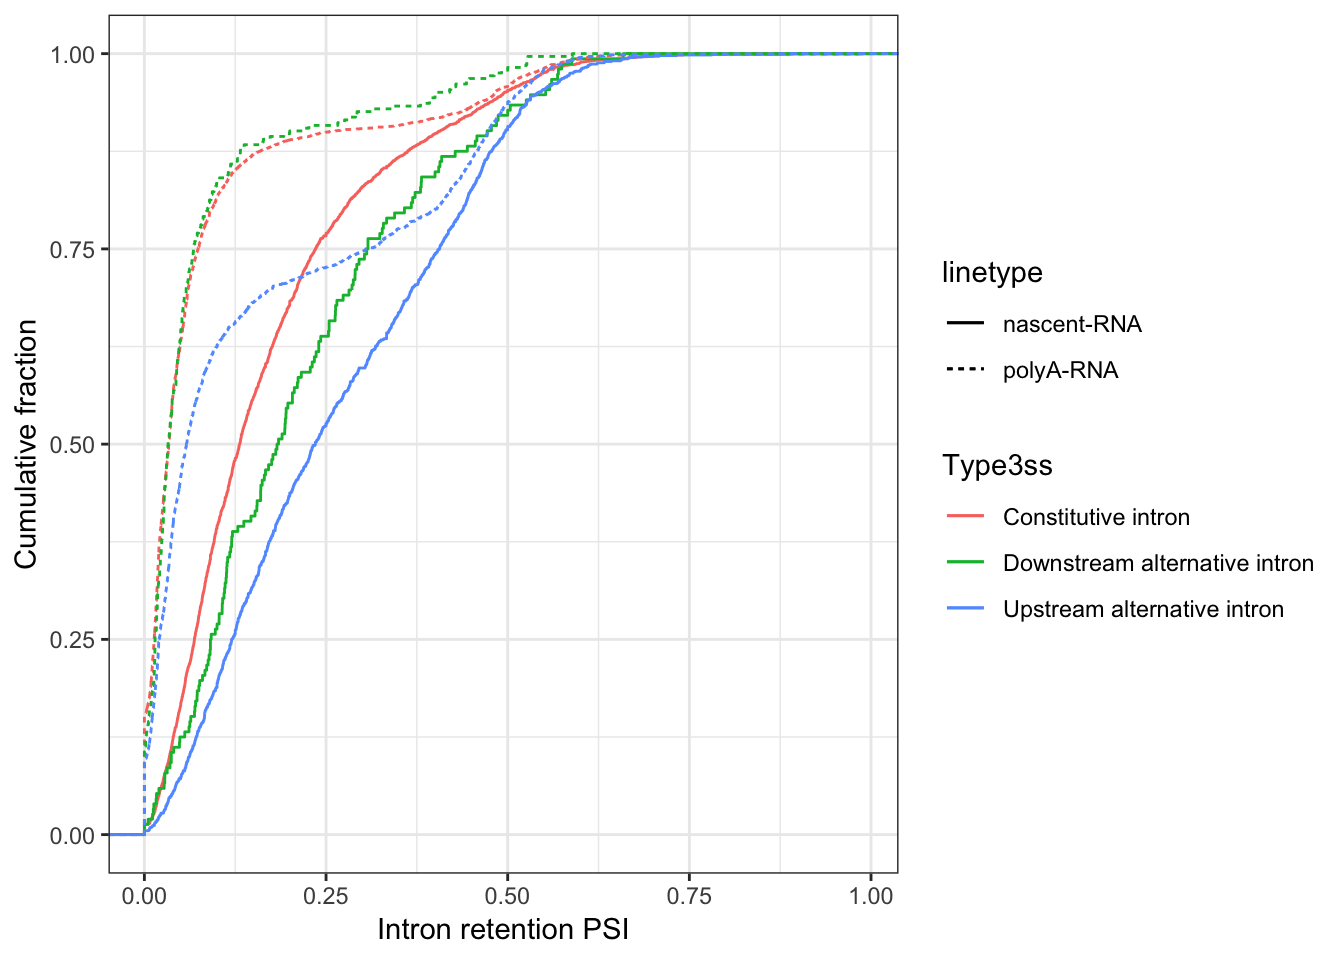 1.00
0.75
0.50
0.25
0.00
Cumulative fraction
0.00 0.25 0.50 0.75 1.00
Intron retention PSI
linetype
nascent-RNA
polyA-RNA
Type3ss
Constitutive intron
Downstream alternative intron
Upstream alternative intron